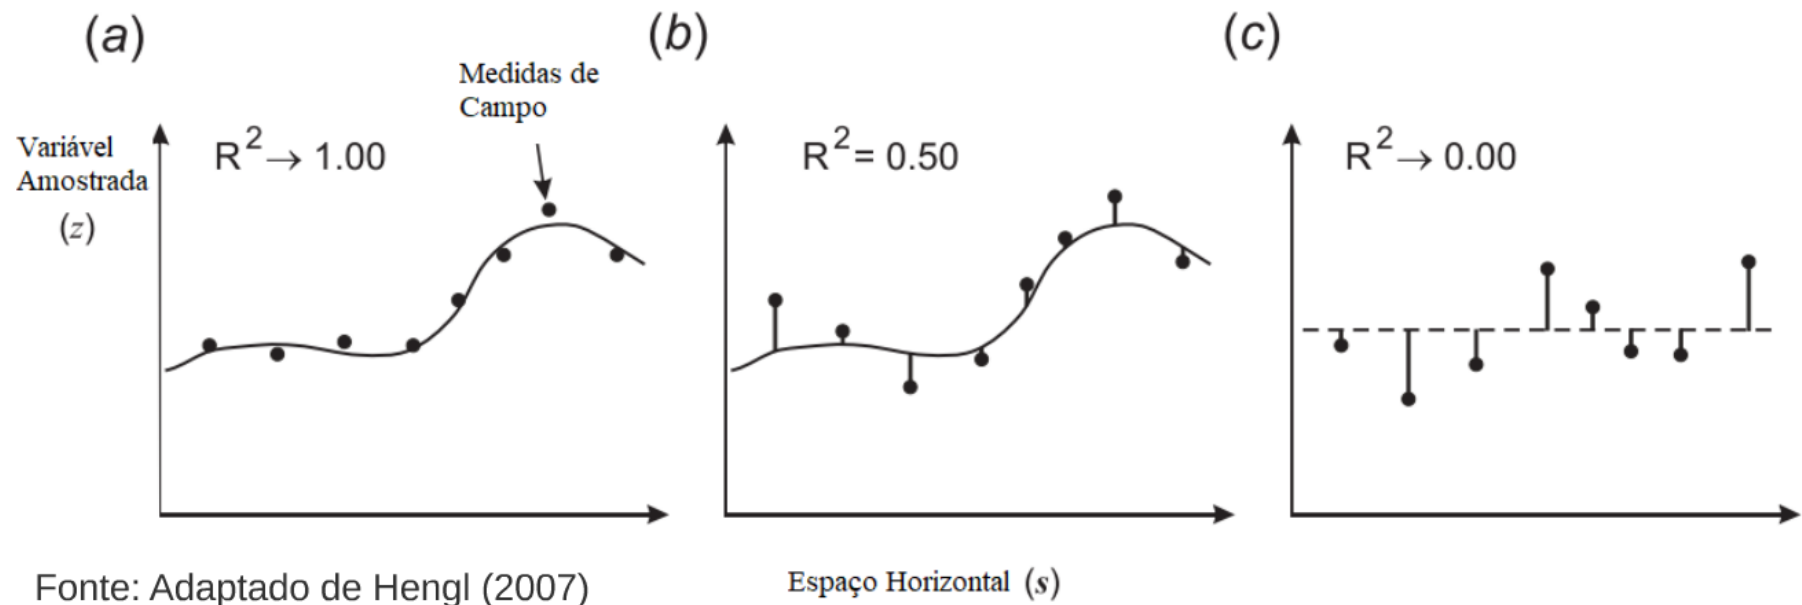 (a)
(b)
(c)
Medidas de
Campo
Variável
Amostrada
(z)
R² → 1.00
R² = 0.50
R² → 0.00
Fonte: Adaptado de Hengl (2007)
Espaço Horizontal (s)